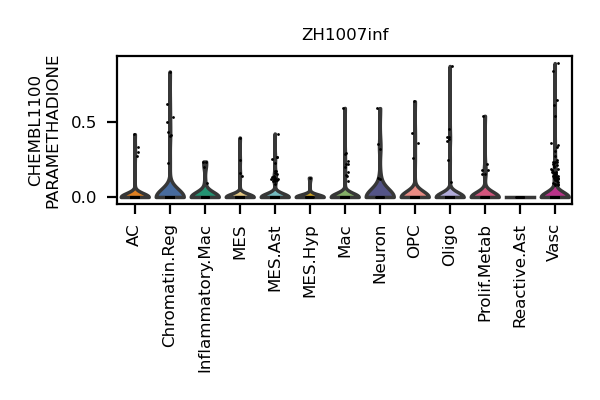 ZH1007inf
CHEMBL1100
PARAMETHADIONE
0.5
0.0
AC
Chromatin.Reg
Inflammatory.Mac
MES
MES.Ast
MES.Hyp
Mac
Neuron
OPC
Oligo
Prolif.Metab
Reactive.Ast
Vasc